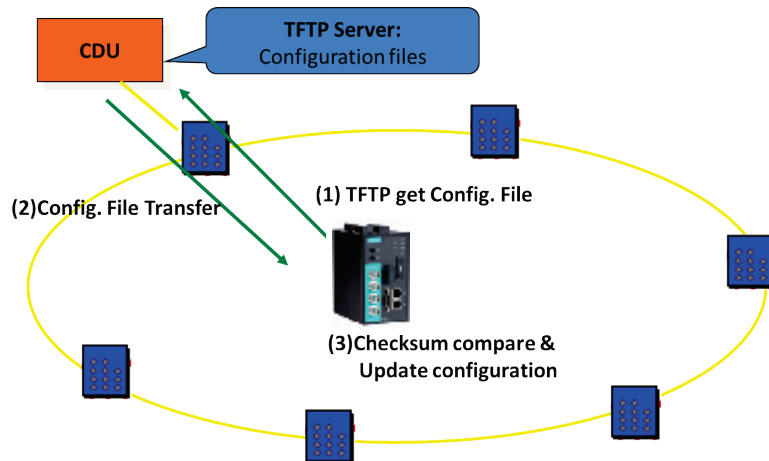 CDU
TFTP Server:
Configuration files
(1) TFTP get Config. File
(2)Config. File Transfer
(3)Checksum compare &
Update configuration